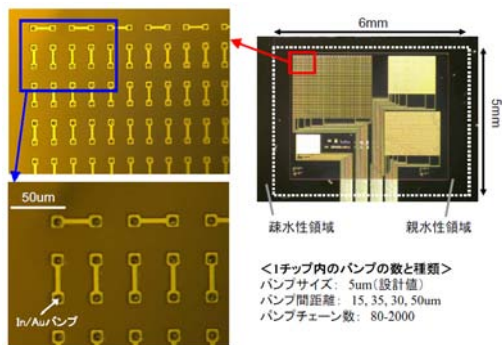 6mm
5mm
50um
In/Auバンプ
疎水性領域
親水性領域
<1チップ内のバンプの数と種類>
バンプサイズ: 5um(設計値)
バンプ間距離: 15, 35, 30, 50um
バンプチェーン数: 80-2000